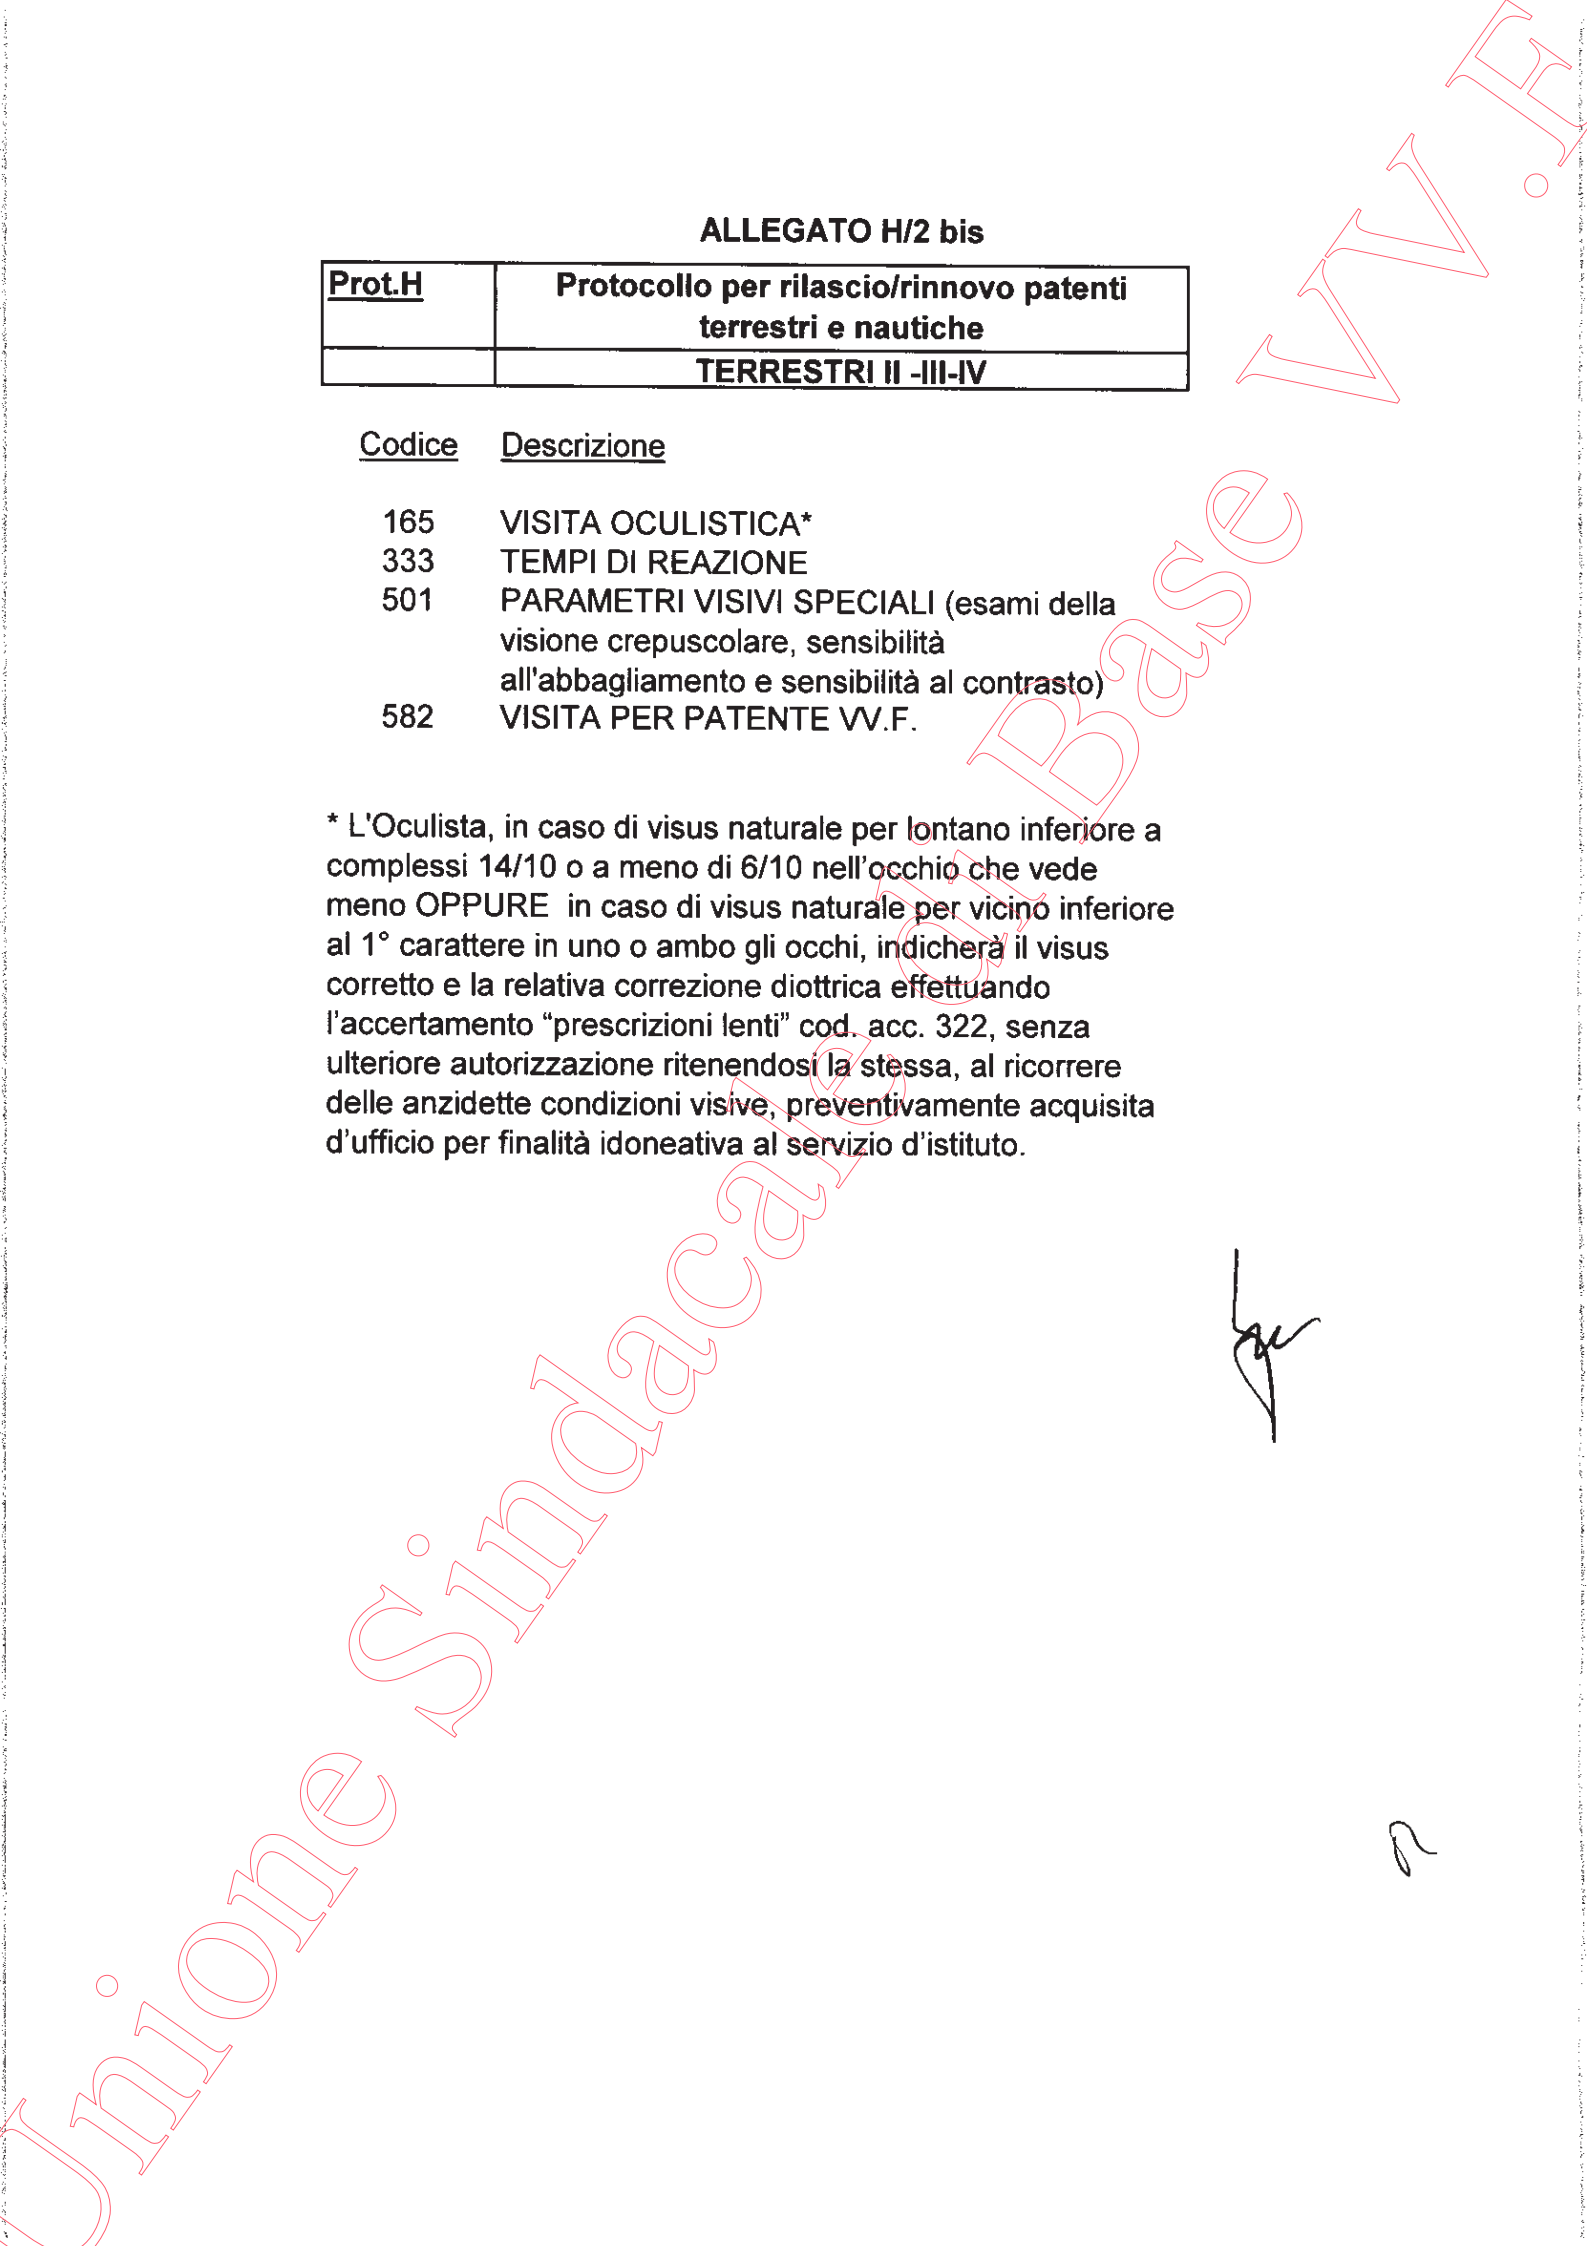 ALLEGATO H/2 bis
Prot.H
Protocollo per rilascio/rinnovo patenti
terrestri e nautiche
TERRESTRI II -III-IV
Codice Descrizione
165 VISITA OCULISTICA*
333 TEMPI DI REAZIONE
501 PARAMETRI VISIVI SPECIALI (esami della
visione crepuscolare, sensibilità
all'abbagliamento e sensibilità al contrasto)
582 VISITA PER PATENTE VV.F.
* L'Oculista, in caso di visus naturale per lontano inferiore a
complessi 14/10 o a meno di 6/10 nell’occhio che vede
meno OPPURE in caso di visus naturale per vicino inferiore
al 1° carattere in uno o ambo gli occhi, indicherà il visus
corretto e la relativa correzione diottrica effettuando
l’accertamento “prescrizioni lenti” cod. acc. 322, senza
ulteriore autorizzazione ritenendosi la stessa, al ricorrere
delle anzidette condizioni visive, preventivamente acquisita
d’ufficio per finalità idoneativa al servizio d’istituto.
Unione Sindacale di Base VV.F